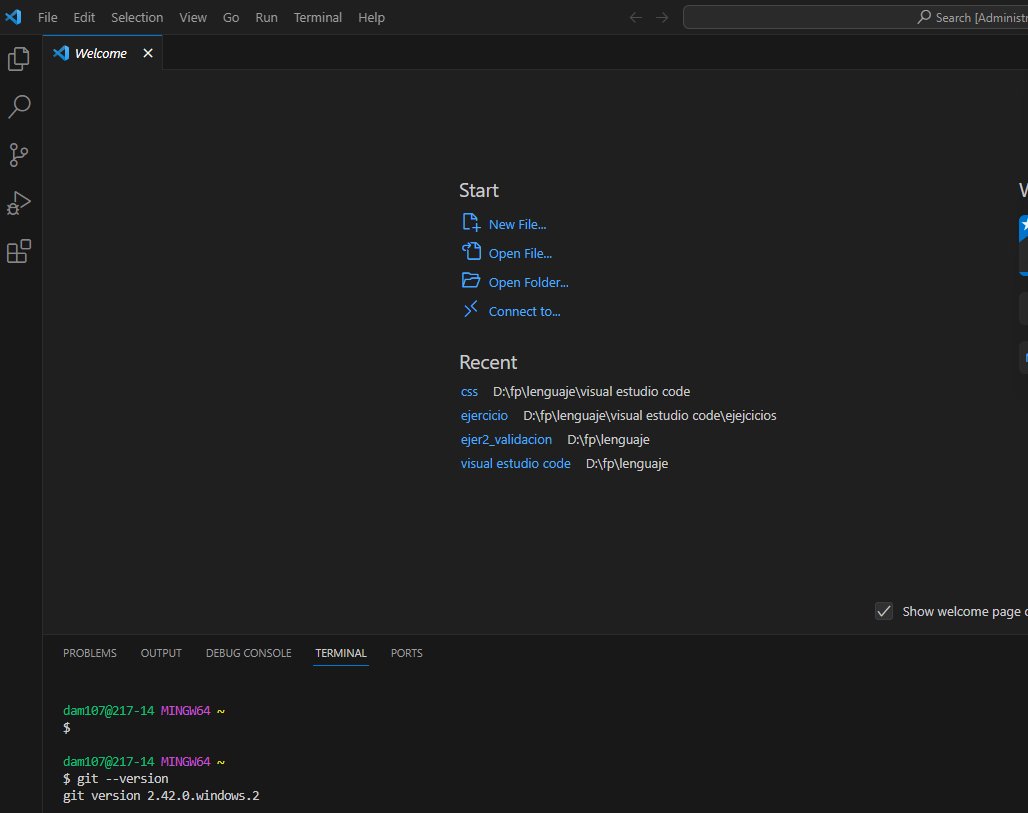 File Edit Selection View Go Run Terminal Help
Search [Administr
Welcome
Start
New File...
Open File...
Open Folder...
Connect to...
Recent
css D:\fp\lenguaje\visual estudio code
ejercicio D:\fp\lenguaje\visual estudio code\ejejcicios
ejer2_validacion D:\fp\lenguaje
visual estudio code D:\fp\lenguaje
Show welcome page
PROBLEMS OUTPUT DEBUG CONSOLE TERMINAL PORTS
dam107@217-14 MINGW64 ~
$
dam107@217-14 MINGW64 ~
$ git --version
git version 2.42.0.windows.2